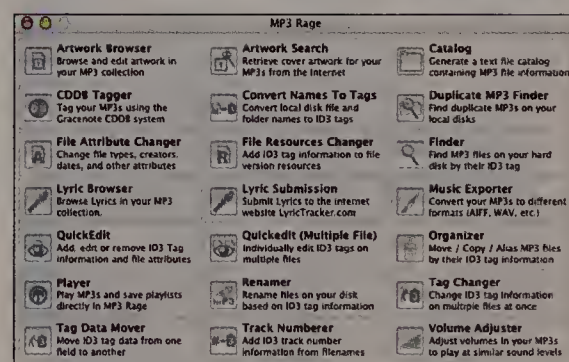 MP3 Rage
Artwork Browser
Browse and edit artwork in
your MP3 collection
Artwork Search
Retrieve cover artwork for your
MP3s from the Internet
Catalog
Generate a text file catalog
containing MP3 file information
CDDB Tagger
Tag your MP3s using the
Gracenote CDDB system
Convert Names To Tags
Convert local disk file and
folder names to ID3 tags
Duplicate MP3 Finder
Find duplicate MP3s on your
local disks
File Attribute Changer
Change file types, creators,
dates, and other attributes
File Resources Changer
Add ID3 tag information to file
version resources
Finder
Find MP3 files on your hard
disk by their ID3 tag
Lyric Browser
Browse Lyrics in your MP3
collection.
Lyric Submission
Submit Lyrics to the internet
website LyricTracker.com
Music Exporter
Convert your MP3s to different
formats (AIFF, WAV, etc.)
QuickEdit
Add, edit or remove ID3 Tag
information and file attributes
Quickedit (Multiple File)
Individually edit ID3 tags on
multiple files
Organizer
Move / Copy / Alias MP3 files
by their ID3 tag information
Player
Play MP3s and save playlists
directly in MP3 Rage
Renamer
Rename files on your disk
based on ID3 tag information
Tag Changer
Change ID3 tag information
on multiple files at once
Tag Data Mover
Move ID3 tag data from one
field to another
Track Numberer
Add ID3 track number
information from filenames
Volume Adjuster
Adjust volumes in your MP3s
to play at similar sound levels